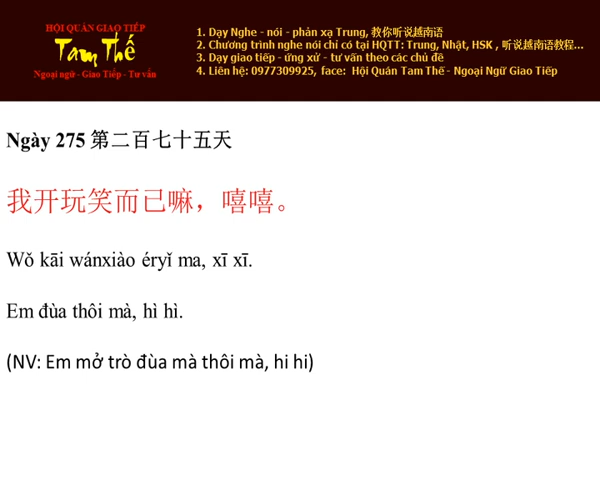 HỘI QUÁN GIAO TIẾP
Tam Thế
Ngoại ngữ - Giao Tiếp - Tư vấn
1. Dạy Nghe - nói - phản xạ Trung, 教你听说越南语
2. Chương trình nghe nói chỉ có tại HQTT: Trung, Nhật, HSK , 听说越南语教程...
3. Dạy giao tiếp - ứng xử - tư vấn theo các chủ đề
4. Liên hệ: 0977309925, face: Hội Quán Tam Thế - Ngoại Ngữ Giao Tiếp
Ngày 275 第二百七十五天
我开玩笑而已嘛，嘻嘻。
Wǒ kāi wánxiào éryǐ ma, xī xī.
Em đùa thôi mà, hì hì.
(NV: Em mở trò đùa mà thôi mà, hi hi)